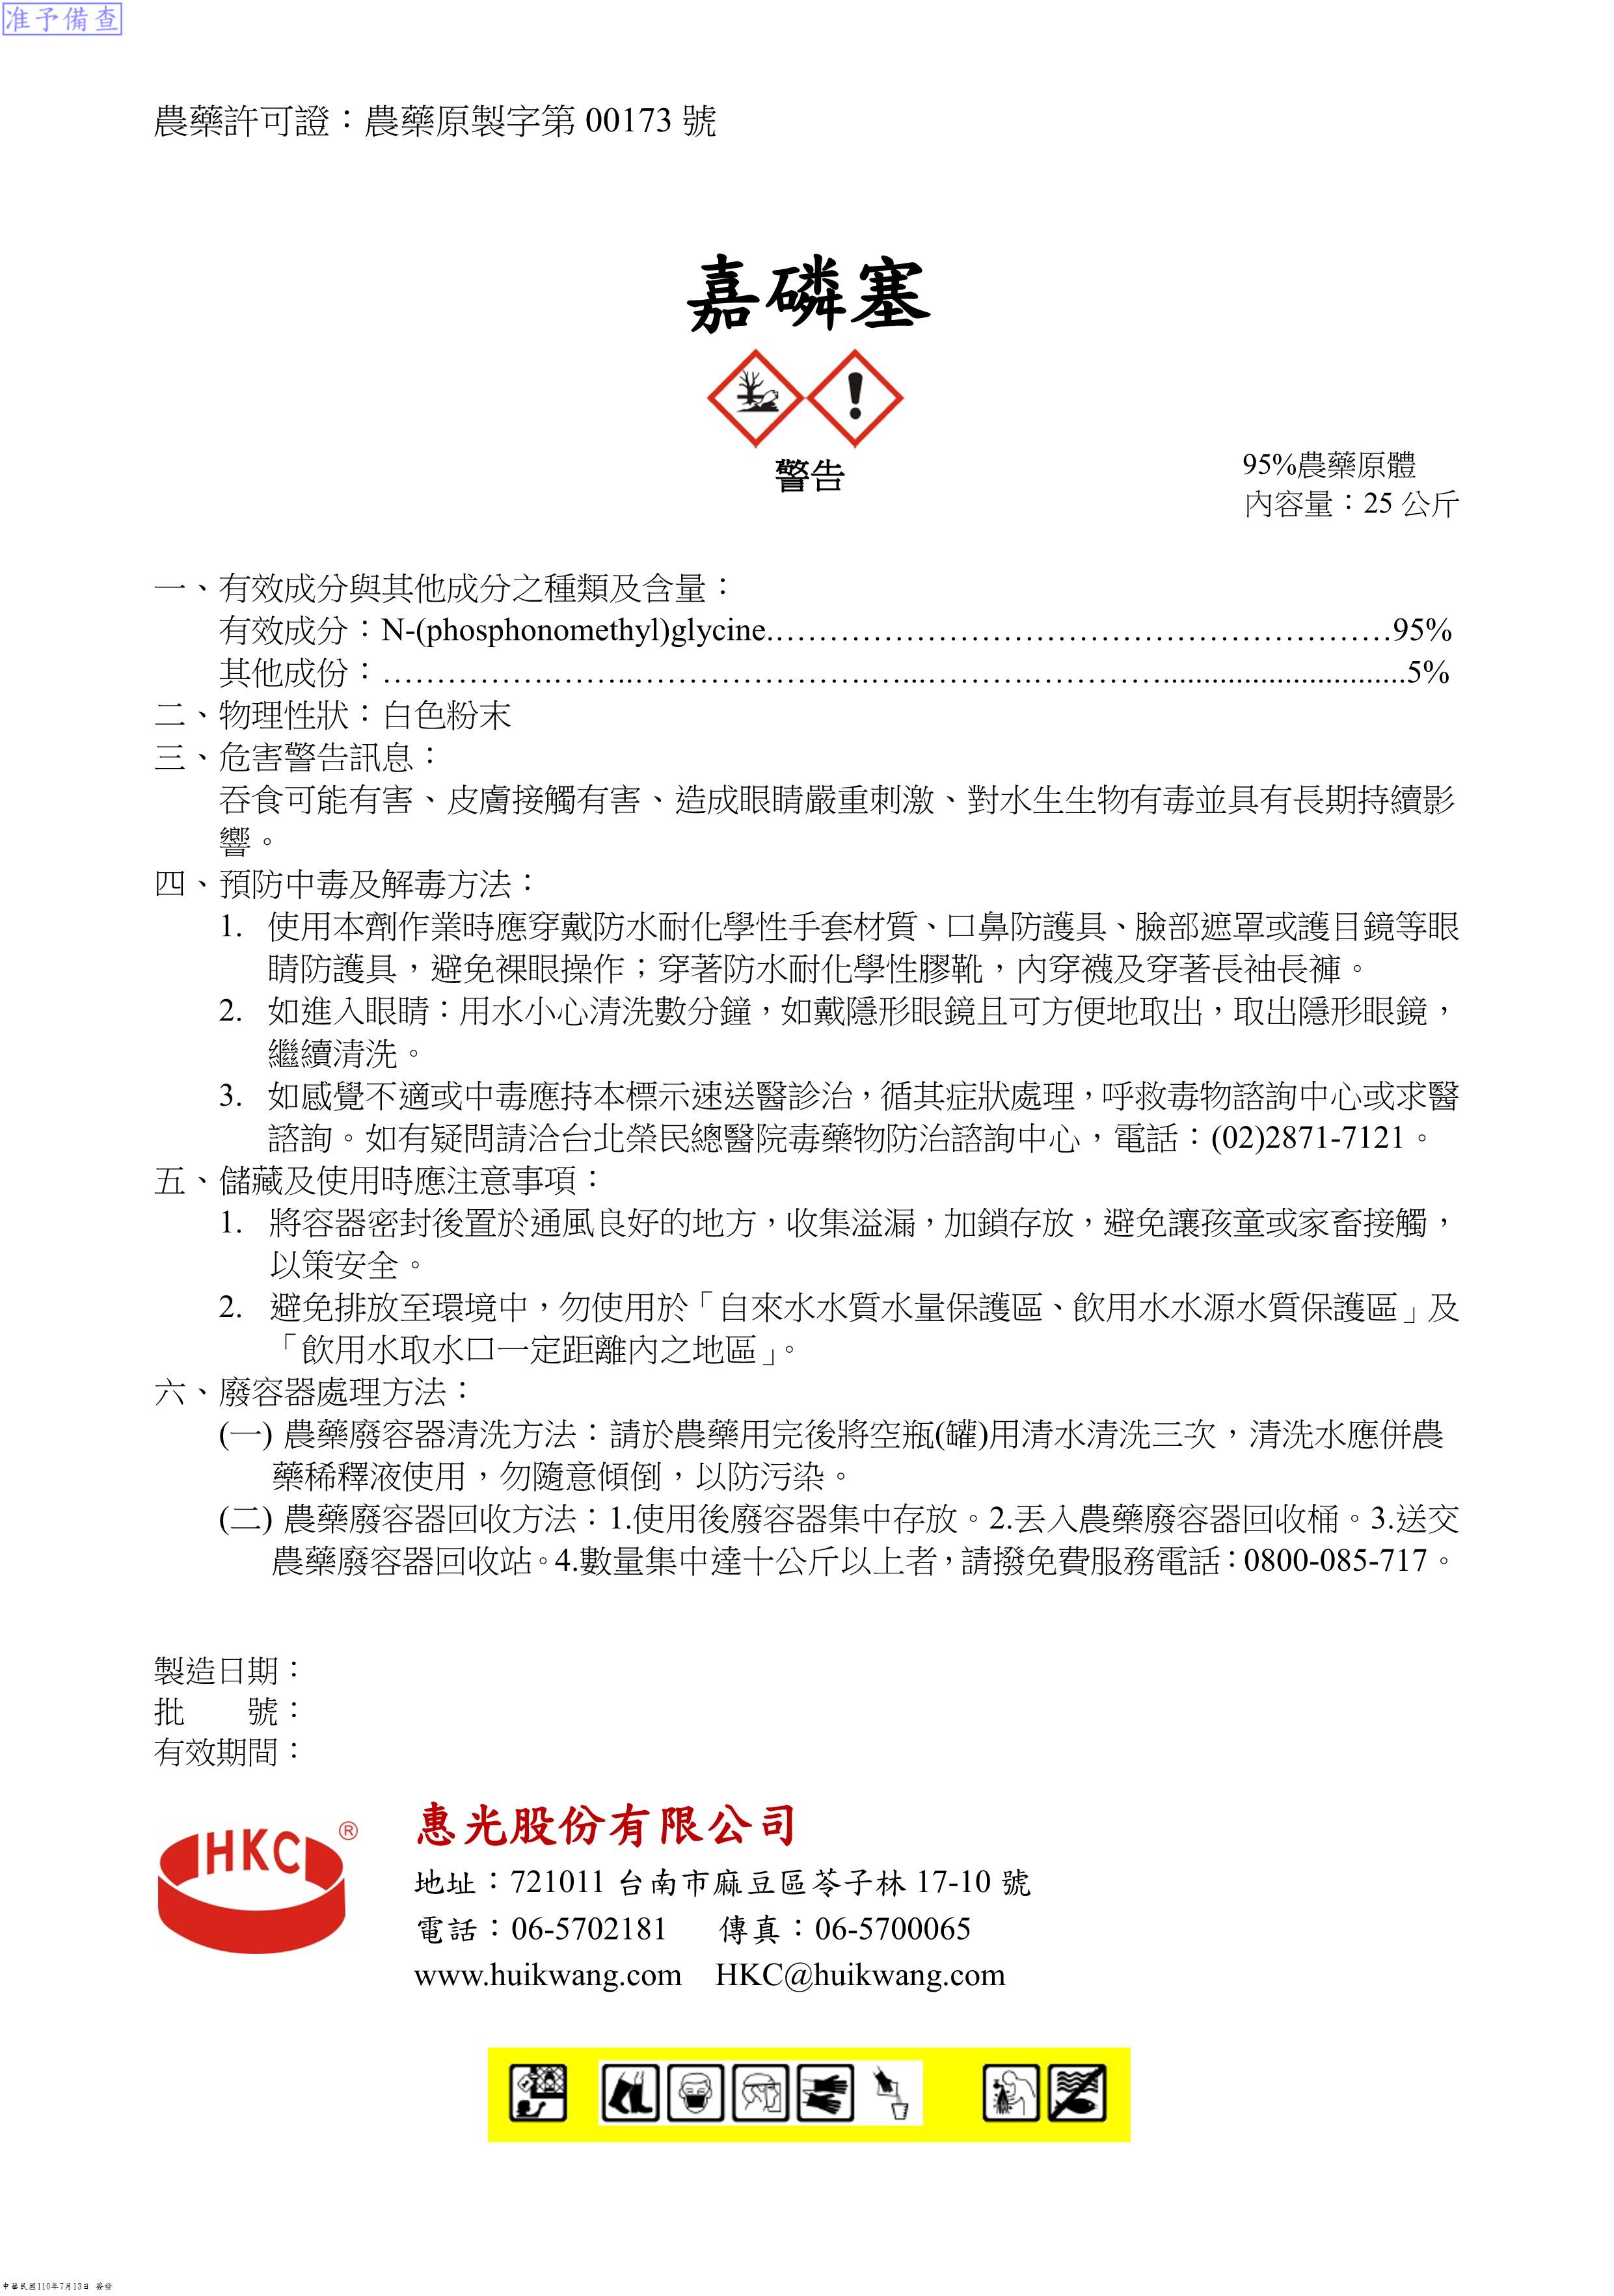 准予備查
農藥許可證：農藥原製字第 00173 號
嘉磷塞
警告
95%農藥原體
內容量：25 公斤
一、有效成分與其他成分之種類及含量：
有效成分：N-(phosphonomethyl)glycine……………………………………………………95%
其他成份：…………….…….………………….…...……….………….............................5%
二、物理性狀：白色粉末
三、危害警告訊息：
吞食可能有害、皮膚接觸有害、造成眼睛嚴重刺激、對水生生物有毒並具有長期持續影
響。
四、預防中毒及解毒方法：
1. 使用本劑作業時應穿戴防水耐化學性手套材質、口鼻防護具、臉部遮罩或護目鏡等眼
睛防護具，避免裸眼操作；穿著防水耐化學性膠靴，內穿襪及穿著長袖長褲。
2. 如進入眼睛：用水小心清洗數分鐘，如戴隱形眼鏡且可方便地取出，取出隱形眼鏡，
繼續清洗。
3. 如感覺不適或中毒應持本標示速送醫診治，循其症狀處理，呼救毒物諮詢中心或求醫
諮詢。如有疑問請洽台北榮民總醫院毒藥物防治諮詢中心，電話：(02)2871-7121。
五、儲藏及使用時應注意事項：
1. 將容器密封後置於通風良好的地方，收集溢漏，加鎖存放，避免讓孩童或家畜接觸，
以策安全。
2. 避免排放至環境中，勿使用於「自來水水質水量保護區、飲用水水源水質保護區」及
「飲用水取水口一定距離內之地區」。
六、廢容器處理方法：
(一) 農藥廢容器清洗方法：請於農藥用完後將空瓶(罐)用清水清洗三次，清洗水應併農
藥稀釋液使用，勿隨意傾倒，以防污染。
(二) 農藥廢容器回收方法：1.使用後廢容器集中存放。2.丟入農藥廢容器回收桶。3.送交
農藥廢容器回收站。4.數量集中達十公斤以上者，請撥免費服務電話：0800-085-717。
製造日期：
批　　號：
有效期間：
HKC®
惠光股份有限公司
地址：721011 台南市麻豆區苓子林 17-10 號
電話：06-5702181　傳真：06-5700065
www.huikwang.com　HKC@huikwang.com
中華民國110年7月13日 簽發